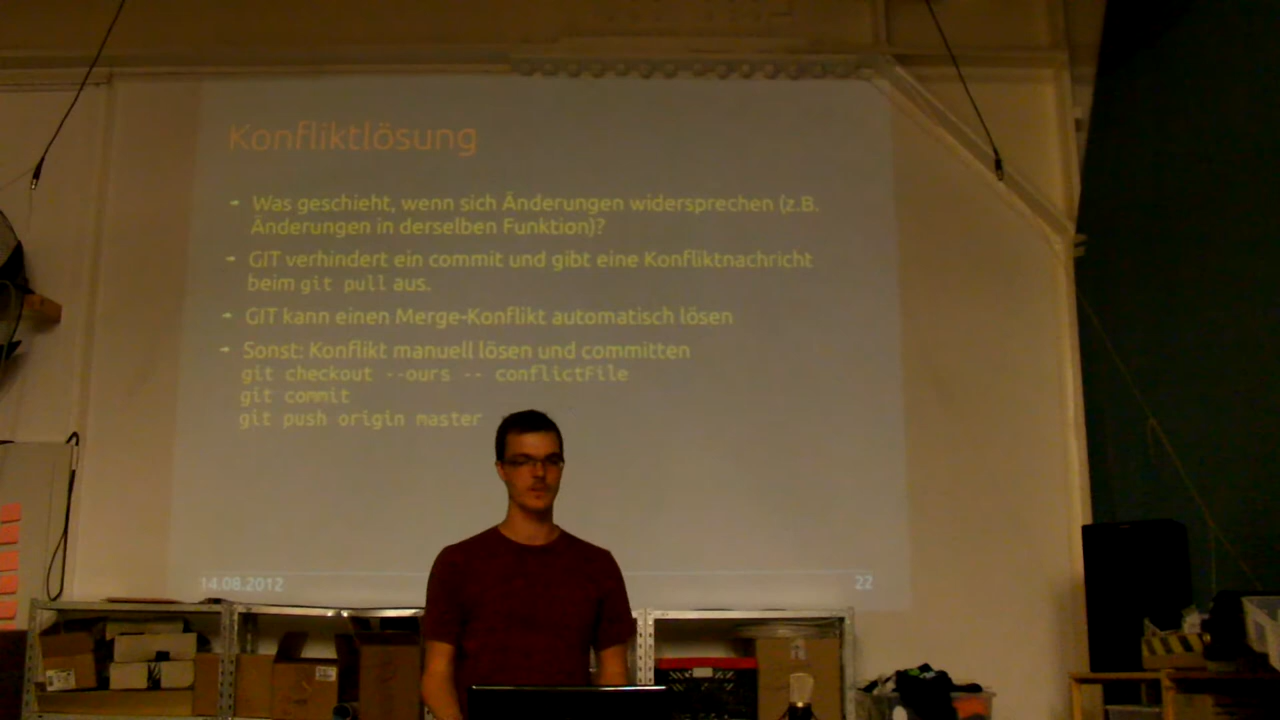 Konfliktlösung
Was geschieht, wenn sich Änderungen widersprechen (z.B.
Änderungen in derselben Funktion)?
GIT verhindert ein commit und gibt eine Konfliktnachricht
beim git pull aus.
GIT kann einen Merge-Konflikt automatisch lösen
Sonst: Konflikt manuell lösen und committen
git checkout --ours -- conflictFile
git commit
git push origin master
14.08.2012
22